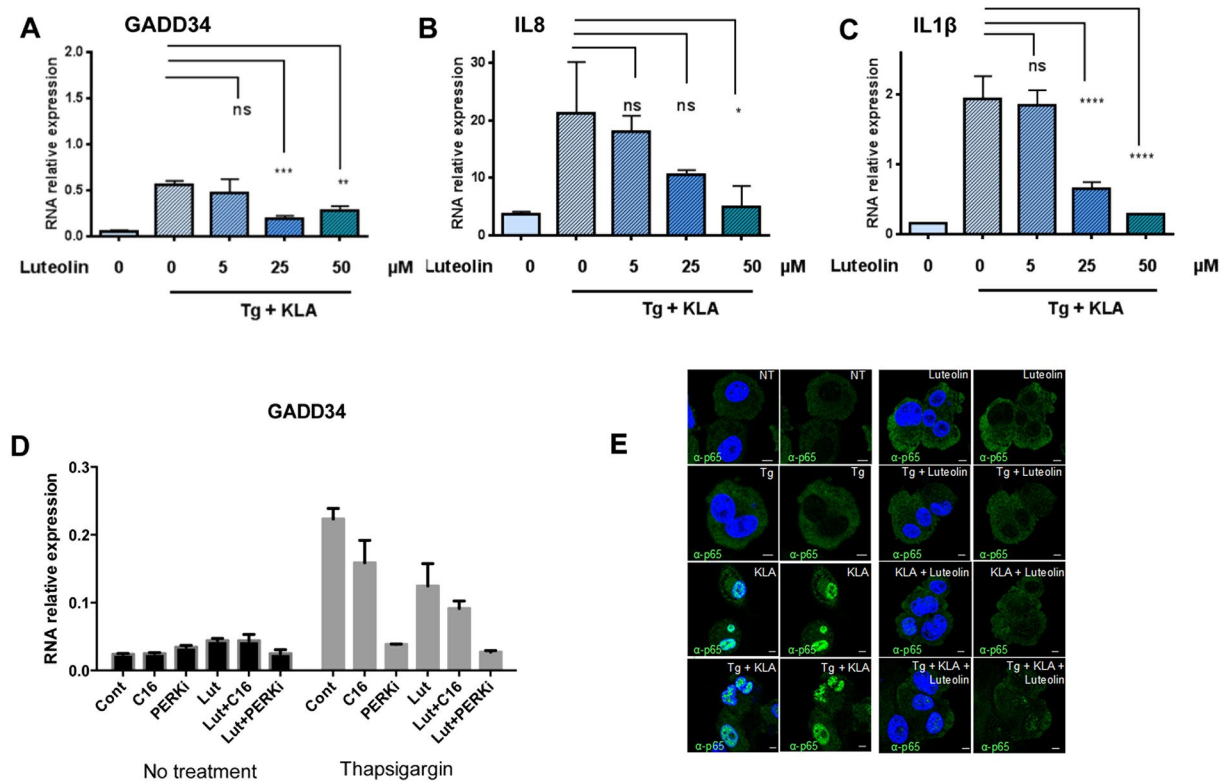 A
GADD34
RNA relative expression
2.0
1.5
1.0
0.5
0.0
ns
***
**
Luteolin 0 0 5 25 50 μM
Tg + KLA
B
IL8
RNA relative expression
30
20
10
0
ns
ns
*
Luteolin 0 0 5 25 50 μM
Tg + KLA
C
IL1β
RNA relative expression
2
1
0
ns
****
****
Luteolin 0 0 5 25 50 μM
Tg + KLA
D
GADD34
RNA relative expression
0.3
0.2
0.1
0.0
Cont
C16
PERKi
Lut
Lut+C16
Lut+PERKi
Cont
C16
PERKi
Lut
Lut+C16
Lut+PERKi
No treatment
Thapsigargin
E
NT
α-p65
NT
α-p65
Luteolin
α-p65
Luteolin
α-p65
Tg
α-p65
Tg
α-p65
Tg + Luteolin
α-p65
Tg + Luteolin
α-p65
KLA
α-p65
KLA
α-p65
KLA + Luteolin
α-p65
KLA + Luteolin
α-p65
Tg + KLA
α-p65
Tg + KLA
α-p65
Tg + KLA +
Luteolin
α-p65
Tg + KLA +
Luteolin
α-p65